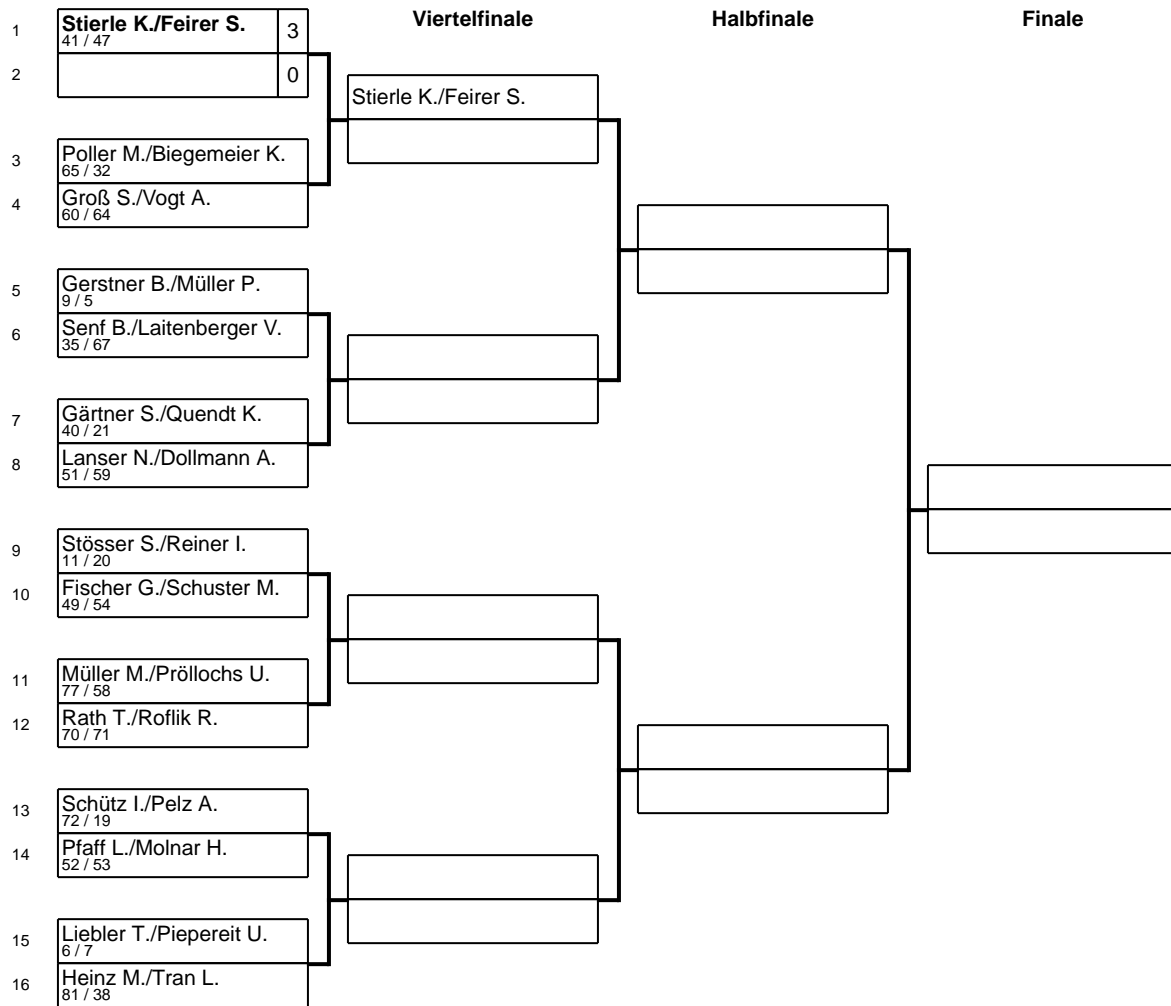 Viertelfinale Halbfinale Finale
1 Stierle K./Feirer S. 3
41 / 47
2 0
Stierle K./Feirer S.
3 Poller M./Biegemeier K.
65 / 32
4 Groß S./Vogt A.
60 / 64
5 Gerstner B./Müller P.
9 / 5
6 Senf B./Laitenberger V.
35 / 67
7 Gärtner S./Quendt K.
40 / 21
8 Lanser N./Dollmann A.
51 / 59
9 Stösser S./Reiner I.
11 / 20
10 Fischer G./Schuster M.
49 / 54
11 Müller M./Pröllochs U.
77 / 58
12 Rath T./Roflik R.
70 / 71
13 Schütz I./Pelz A.
72 / 19
14 Pfaff L./Molnar H.
52 / 53
15 Liebler T./Piepereit U.
6 / 7
16 Heinz M./Tran L.
81 / 38